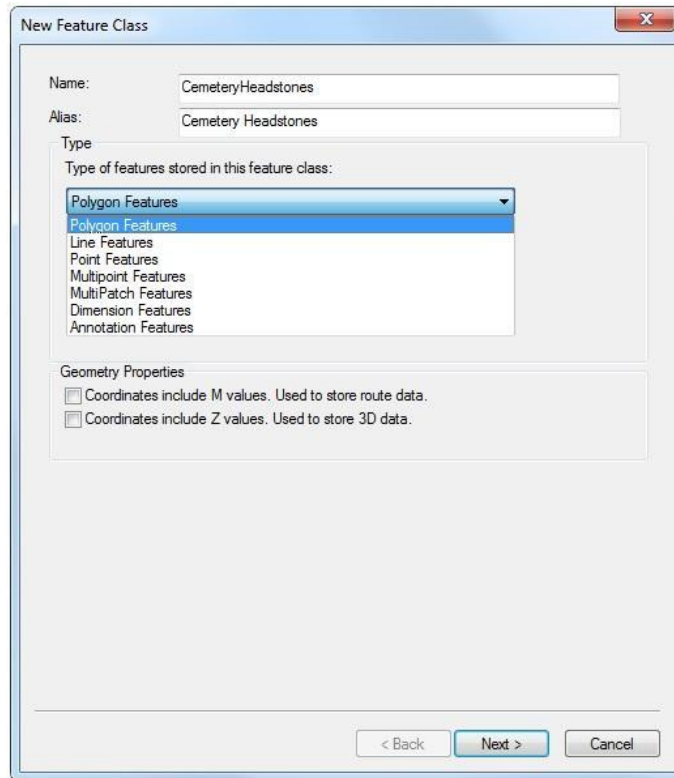 New Feature Class
Name: CemeteryHeadstones
Alias: Cemetery Headstones
Type
Type of features stored in this feature class:
Polygon Features
Polygon Features
Line Features
Point Features
Multipoint Features
MultiPatch Features
Dimension Features
Annotation Features
Geometry Properties
Coordinates include M values. Used to store route data.
Coordinates include Z values. Used to store 3D data.
< Back Next > Cancel